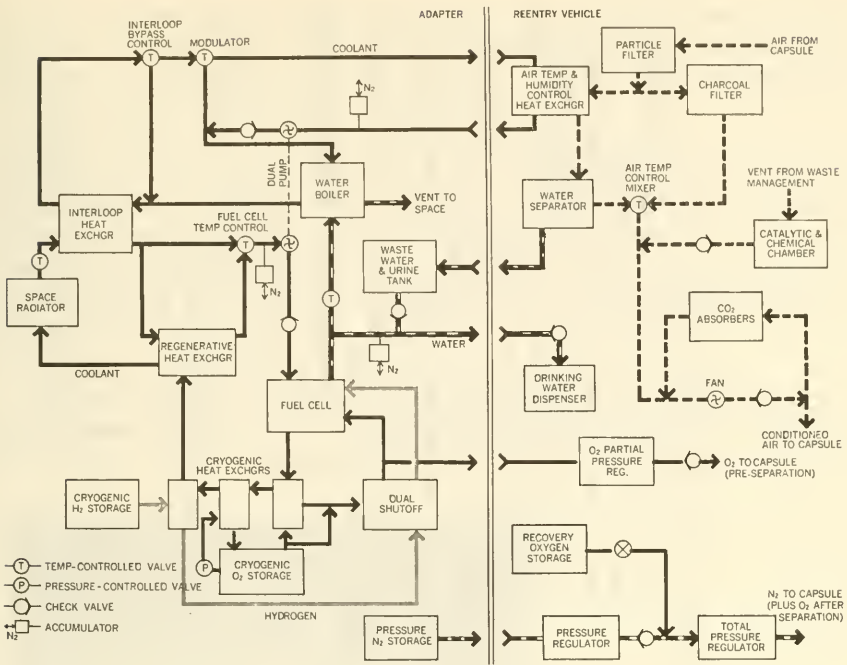 ADAPTER
REENTRY VEHICLE
INTERLOOP
BYPASS
CONTROL
MODULATOR
T
T
COOLANT
N₂
DUAL
PUMP
WATER
BOILER
VENT TO
SPACE
INTERLOOP
HEAT
EXCHGR
FUEL CELL
TEMP CONTROL
T
T
N₂
SPACE
RADIATOR
WASTE
WATER
& URINE
TANK
T
WATER
N₂
REGENERATIVE
HEAT EXCHGR
COOLANT
FUEL CELL
CRYOGENIC
HEAT EXCHGRS
CRYOGENIC
H₂ STORAGE
DUAL
SHUTOFF
P
CRYOGENIC
O₂ STORAGE
HYDROGEN
PRESSURE
N₂ STORAGE
T TEMP-CONTROLLED VALVE
P PRESSURE-CONTROLLED VALVE
CHECK VALVE
N₂ ACCUMULATOR
PARTICLE
FILTER
AIR FROM
CAPSULE
AIR TEMP &
HUMIDITY
CONTROL
HEAT EXCHGR
CHARCOAL
FILTER
AIR TEMP
CONTROL
MIXER
T
VENT FROM WASTE
MANAGEMENT
WATER
SEPARATOR
CATALYTIC &
CHEMICAL
CHAMBER
CO₂
ABSORBERS
DRINKING
WATER
DISPENSER
FAN
CONDITIONED
AIR TO CAPSULE
O₂ PARTIAL
PRESSURE
REG.
O₂ TO CAPSULE
(PRE-SEPARATION)
RECOVERY
OXYGEN
STORAGE
N₂ TO CAPSULE
(PLUS O₂ AFTER
SEPARATION)
PRESSURE
REGULATOR
TOTAL
PRESSURE
REGULATOR